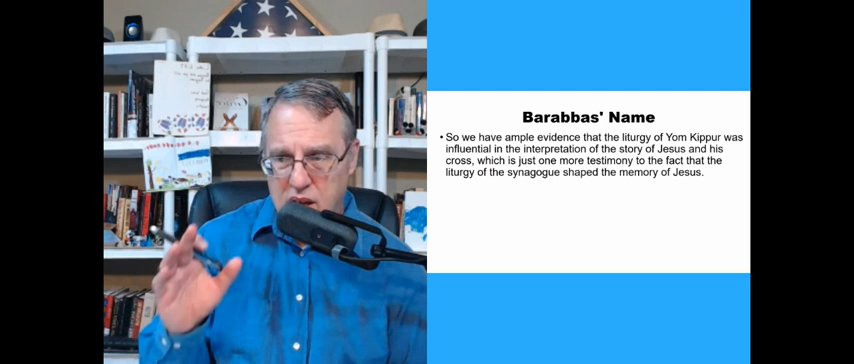 Barabbas' Name
• So we have ample evidence that the liturgy of Yom Kippur was
influential in the interpretation of the story of Jesus and his
cross, which is just one more testimony to the fact that the
liturgy of the synagogue shaped the memory of Jesus.